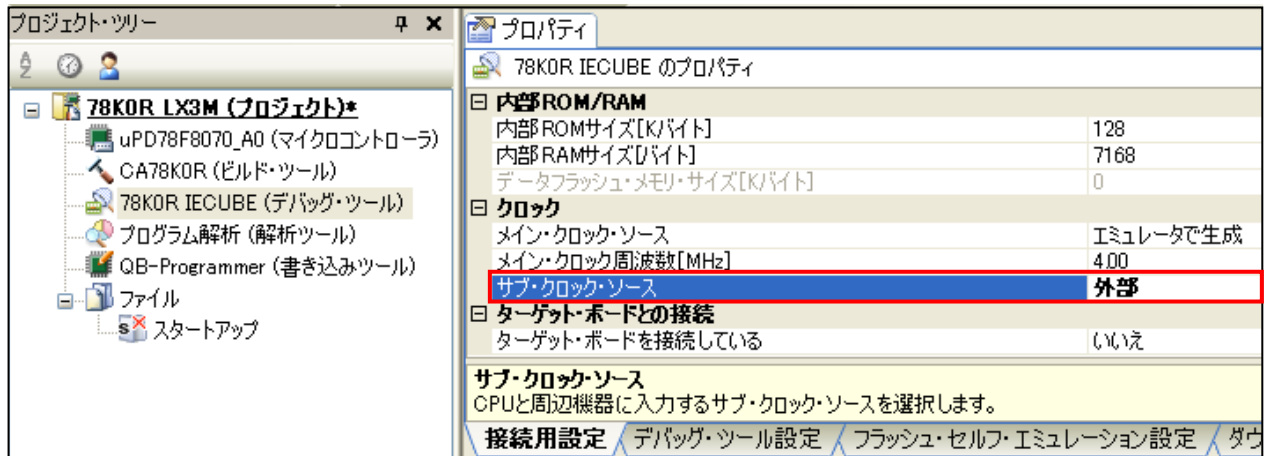 プロジェクト・ツリー
78K0R_LX3M (プロジェクト)*
uPD78F8070_A0 (マイクロコントローラ)
CA78K0R (ビルド・ツール)
78K0R IECUBE (デバッグ・ツール)
プログラム解析 (解析ツール)
QB-Programmer (書き込みツール)
ファイル
スタートアップ
プロパティ
78K0R IECUBE のプロパティ
内部ROM/RAM
内部ROMサイズ[Kバイト] 128
内部RAMサイズ[バイト] 7168
データフラッシュ・メモリ・サイズ[Kバイト] 0
クロック
メイン・クロック・ソース エミュレータで生成
メイン・クロック周波数[MHz] 4.00
サブ・クロック・ソース 外部
ターゲット・ボードとの接続
ターゲット・ボードを接続している いいえ
サブ・クロック・ソース
CPUと周辺機器に入力するサブ・クロック・ソースを選択します。
接続用設定 デバッグ・ツール設定 フラッシュ・セルフ・エミュレーション設定 ダウ